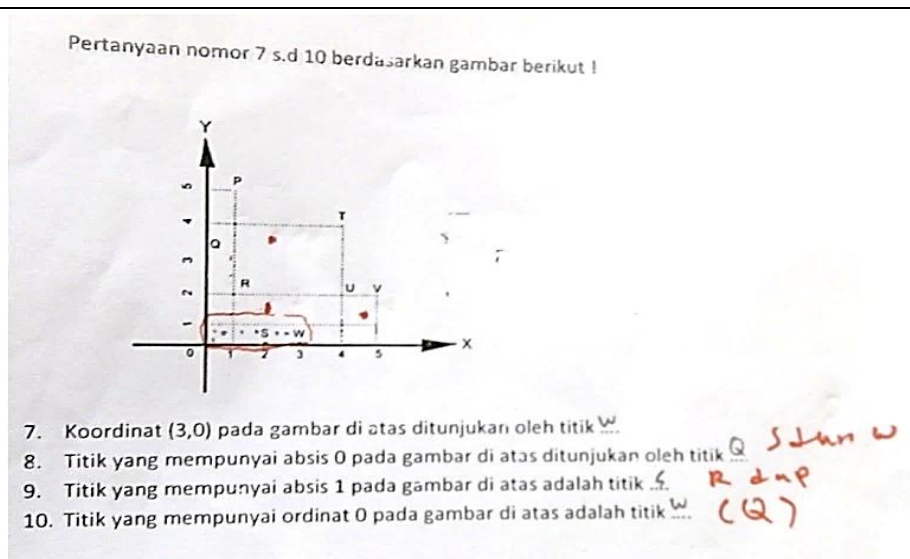 Pertanyaan nomor 7 s.d 10 berdasarkan gambar berikut !
Y
5
P
4
T
Q
3
R
2
U V
1
S W
0 1 2 3 4 5
X
7. Koordinat (3,0) pada gambar di atas ditunjukan oleh titik W...
8. Titik yang mempunyai absis 0 pada gambar di atas ditunjukan oleh titik Q.... S dan W
9. Titik yang mempunyai absis 1 pada gambar di atas adalah titik .... R dnp
10. Titik yang mempunyai ordinat 0 pada gambar di atas adalah titik W.... (Q)